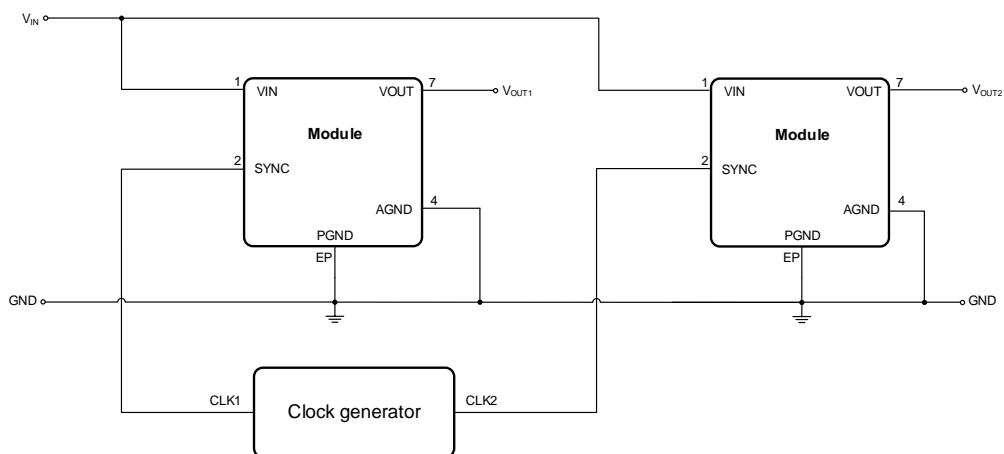 VIN
1 7 1 7
VIN VOUT VOUT1 VIN VOUT VOUT2
Module Module
2 2
SYNC SYNC
4 4
AGND AGND
PGND PGND
EP EP
GND GND
CLK1 CLK2
Clock generator